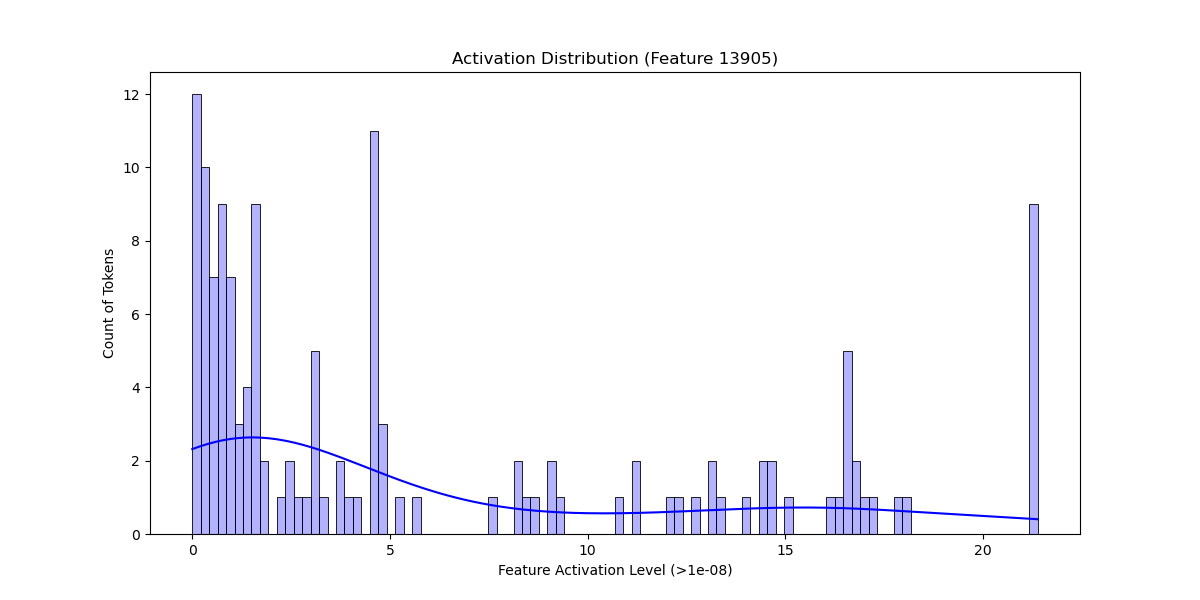 Activation Distribution (Feature 13905)
12
10
8
6
4
2
0
Count of Tokens
0 5 10 15 20
Feature Activation Level (>1e-08)